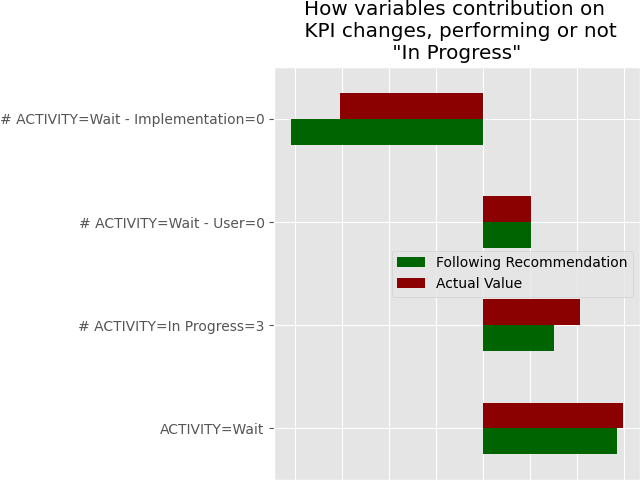 How variables contribution on
KPI changes, performing or not
"In Progress"
# ACTIVITY=Wait - Implementation=0
# ACTIVITY=Wait - User=0
Following Recommendation
Actual Value
# ACTIVITY=In Progress=3
ACTIVITY=Wait